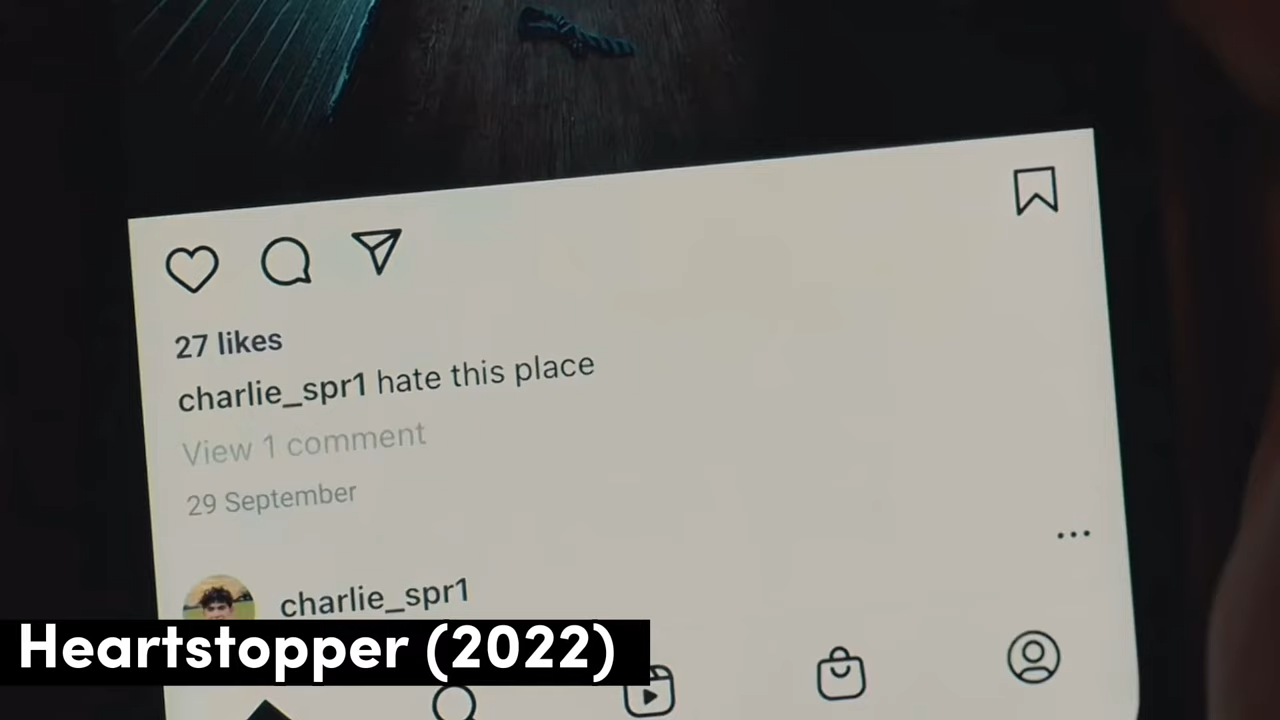 27 likes
charlie_spr1 hate this place
View 1 comment
29 September
charlie_spr1
Heartstopper (2022)